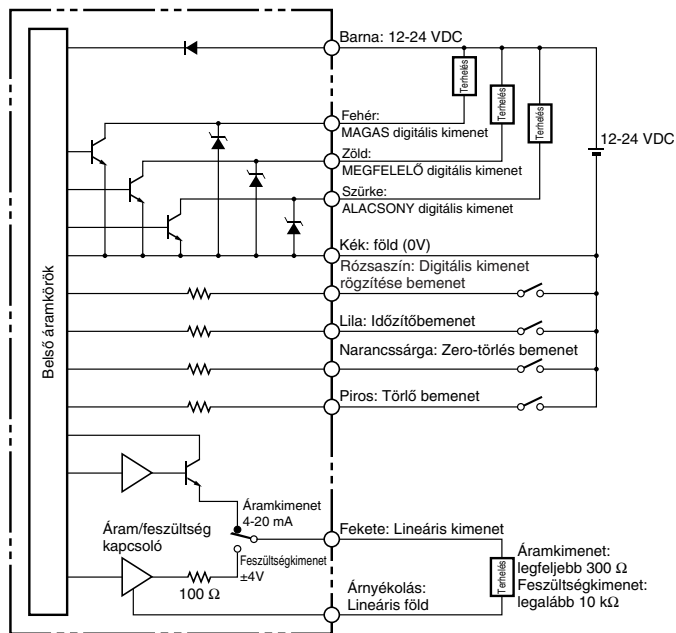 Barna: 12-24 VDC
Terhelés
Terhelés
Terhelés
Fehér:
MAGAS digitális kimenet
12-24 VDC
Zöld:
MEGFELELŐ digitális kimenet
Szürke:
ALACSONY digitális kimenet
Kék: föld (0V)
Rózsaszín: Digitális kimenet
rögzítése bemenet
Belső áramkörök
Lila: Időzítőbemenet
Narancssárga: Zero-törlés bemenet
Piros: Törlő bemenet
Áramkimenet
4-20 mA
Fekete: Lineáris kimenet
Áram/feszültség
kapcsoló
Feszültségkimenet
±4V
100 Ω
Terhelés
Áramkimenet:
legfeljebb 300 Ω
Feszültségkimenet:
legalább 10 kΩ
Árnyékolás:
Lineáris föld